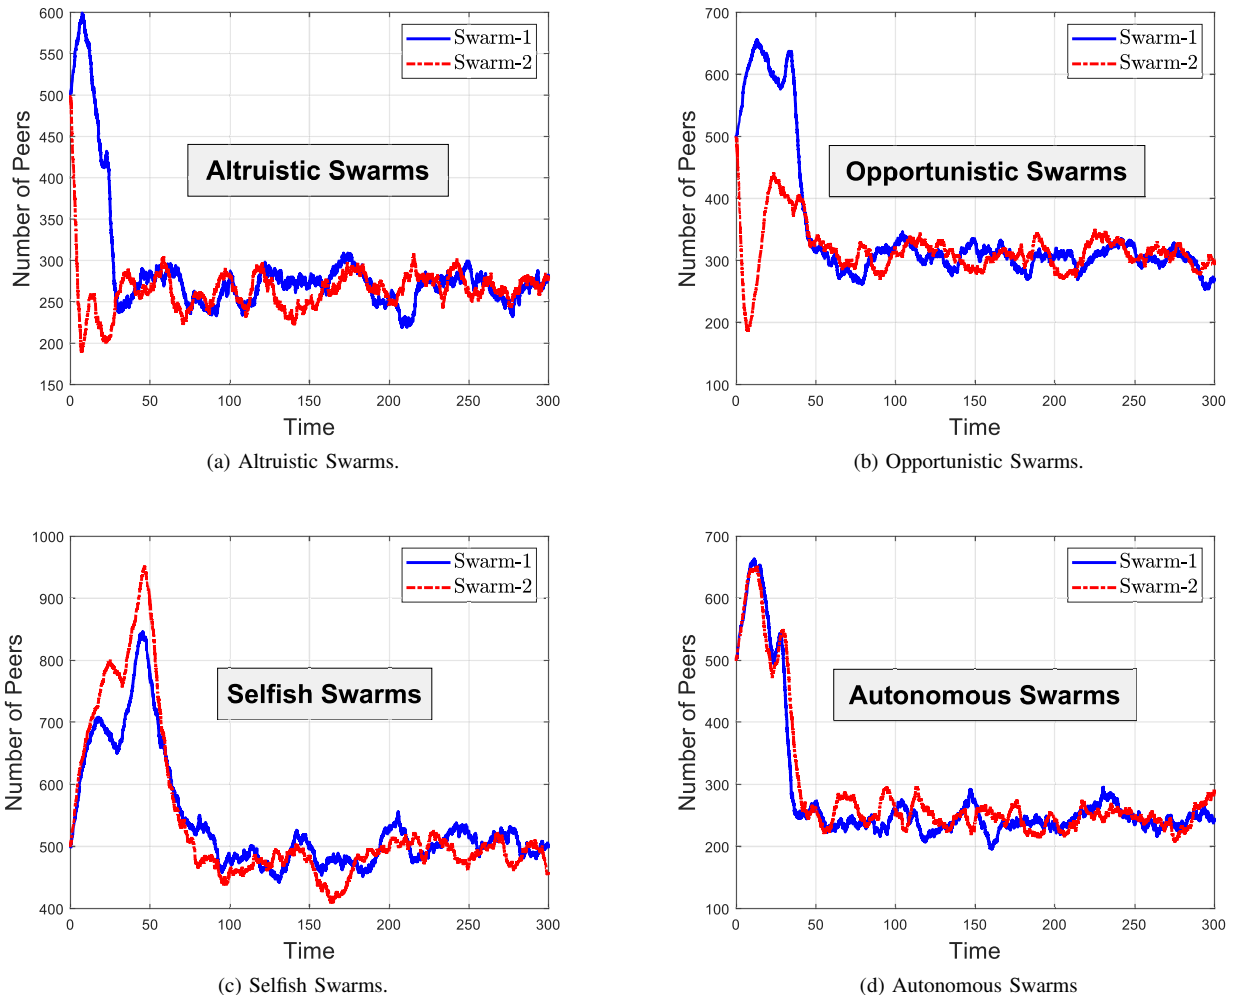 600
550
500
450
400
350
300
250
200
150
Number of Peers
Swarm-1
Swarm-2
Altruistic Swarms
0 50 100 150 200 250 300
Time
(a) Altruistic Swarms.
700
600
500
400
300
200
100
Number of Peers
Swarm-1
Swarm-2
Opportunistic Swarms
0 50 100 150 200 250 300
Time
(b) Opportunistic Swarms.
1000
900
800
700
600
500
400
Number of Peers
Swarm-1
Swarm-2
Selfish Swarms
0 50 100 150 200 250 300
Time
(c) Selfish Swarms.
700
600
500
400
300
200
100
Number of Peers
Swarm-1
Swarm-2
Autonomous Swarms
0 50 100 150 200 250 300
Time
(d) Autonomous Swarms